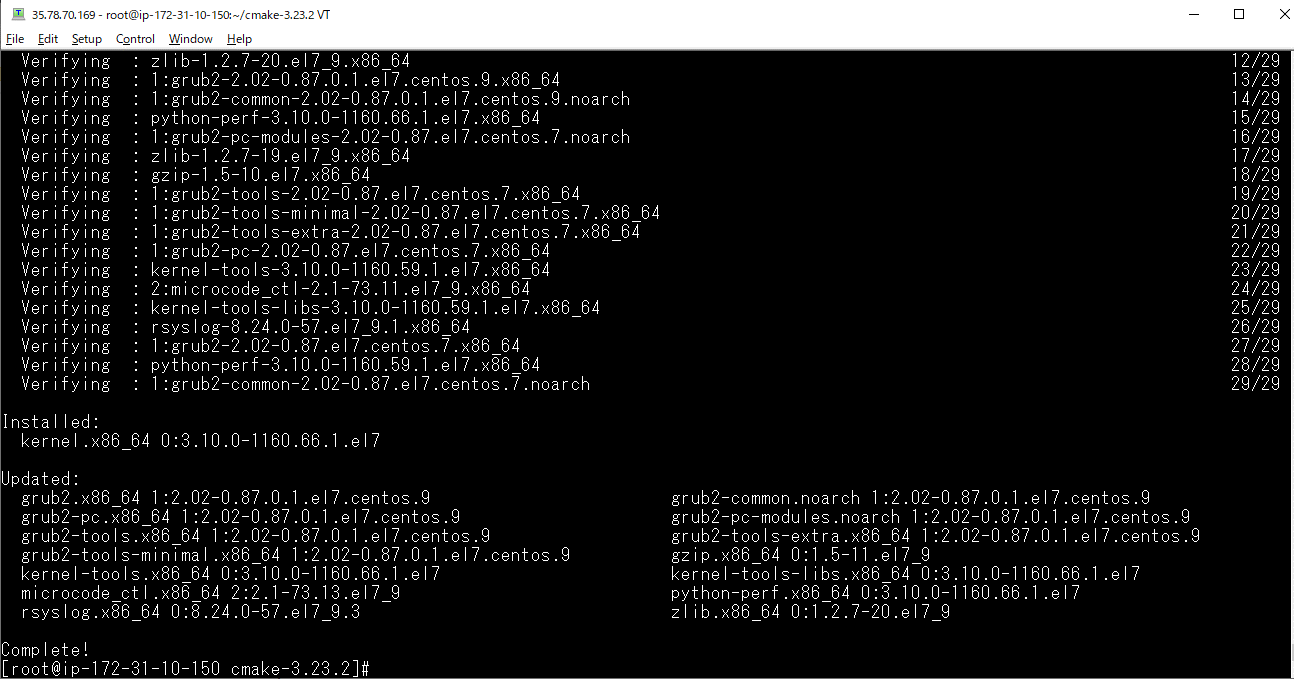 35.78.70.169 - root@ip-172-31-10-150:~/cmake-3.23.2 VT
File Edit Setup Control Window Help
Verifying : zlib-1.2.7-20.el7_9.x86_64 12/29
Verifying : 1:grub2-2.02-0.87.0.1.el7.centos.9.x86_64 13/29
Verifying : 1:grub2-common-2.02-0.87.0.1.el7.centos.9.noarch 14/29
Verifying : python-perf-3.10.0-1160.66.1.el7.x86_64 15/29
Verifying : 1:grub2-pc-modules-2.02-0.87.el7.centos.7.noarch 16/29
Verifying : zlib-1.2.7-19.el7_9.x86_64 17/29
Verifying : gzip-1.5-10.el7.x86_64 18/29
Verifying : 1:grub2-tools-2.02-0.87.el7.centos.7.x86_64 19/29
Verifying : 1:grub2-tools-minimal-2.02-0.87.el7.centos.7.x86_64 20/29
Verifying : 1:grub2-tools-extra-2.02-0.87.el7.centos.7.x86_64 21/29
Verifying : 1:grub2-pc-2.02-0.87.el7.centos.7.x86_64 22/29
Verifying : kernel-tools-3.10.0-1160.59.1.el7.x86_64 23/29
Verifying : 2:microcode_ctl-2.1-73.11.el7_9.x86_64 24/29
Verifying : kernel-tools-libs-3.10.0-1160.59.1.el7.x86_64 25/29
Verifying : rsyslog-8.24.0-57.el7_9.1.x86_64 26/29
Verifying : 1:grub2-2.02-0.87.el7.centos.7.x86_64 27/29
Verifying : python-perf-3.10.0-1160.59.1.el7.x86_64 28/29
Verifying : 1:grub2-common-2.02-0.87.el7.centos.7.noarch 29/29
Installed:
kernel.x86_64 0:3.10.0-1160.66.1.el7
Updated:
grub2.x86_64 1:2.02-0.87.0.1.el7.centos.9 grub2-common.noarch 1:2.02-0.87.0.1.el7.centos.9
grub2-pc.x86_64 1:2.02-0.87.0.1.el7.centos.9 grub2-pc-modules.noarch 1:2.02-0.87.0.1.el7.centos.9
grub2-tools.x86_64 1:2.02-0.87.0.1.el7.centos.9 grub2-tools-extra.x86_64 1:2.02-0.87.0.1.el7.centos.9
grub2-tools-minimal.x86_64 1:2.02-0.87.0.1.el7.centos.9 gzip.x86_64 0:1.5-11.el7_9
kernel-tools.x86_64 0:3.10.0-1160.66.1.el7 kernel-tools-libs.x86_64 0:3.10.0-1160.66.1.el7
microcode_ctl.x86_64 2:2.1-73.13.el7_9 python-perf.x86_64 0:3.10.0-1160.66.1.el7
rsyslog.x86_64 0:8.24.0-57.el7_9.3 zlib.x86_64 0:1.2.7-20.el7_9
Complete!
[root@ip-172-31-10-150 cmake-3.23.2]#